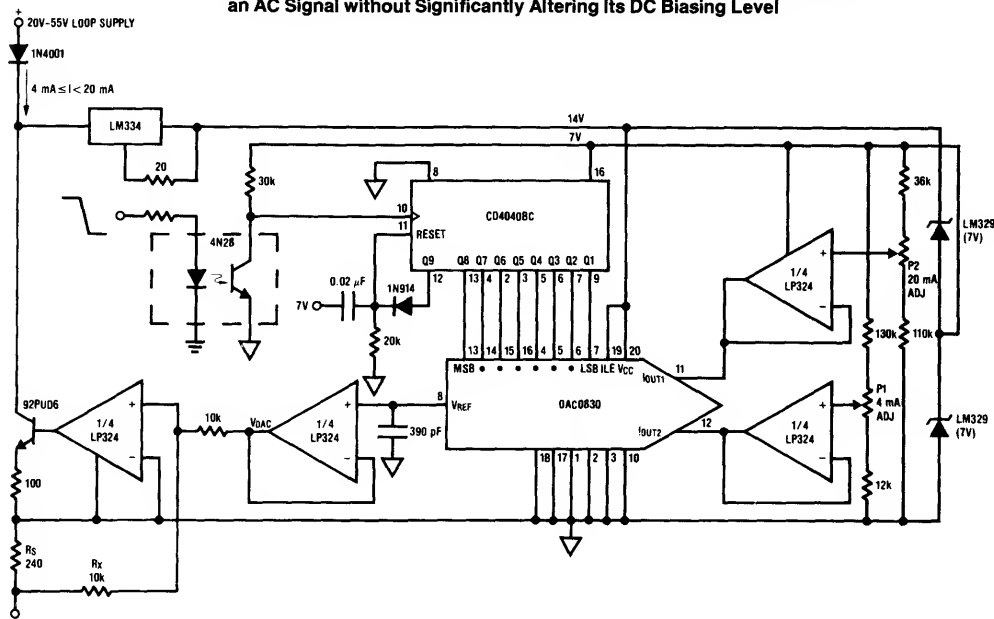 an AC Signal without Significantly Altering Its DC Biasing Level
+
20V-55V LOOP SUPPLY
1N4001
4 mA ≤ I < 20 mA
LM334
20
14V
7V
30k
8
16
10
11
CD4040BC
RESET
Q9
Q8 Q7 Q6 Q5 Q4 Q3 Q2 Q1
12
13 4 2 3 5 6 7 9
4N28
0.02 µF
1N914
7V
20k
36k
LM329
(7V)
+
1/4
LP324
−
P2
20 mA
ADJ
130k
110k
13 14 15 16 4 5 6 7 19 20
MSB • • • • • • LSB ILE VCC
IOUT1
11
8
VREF
DAC0830
IOUT2
12
18 17 1 2 3 10
390 pF
+
1/4
LP324
−
P1
4 mA
ADJ
LM329
(7V)
12k
92PUD6
1/4
LP324
+
−
10k
VDAC
1/4
LP324
+
−
100
RS
240
RX
10k